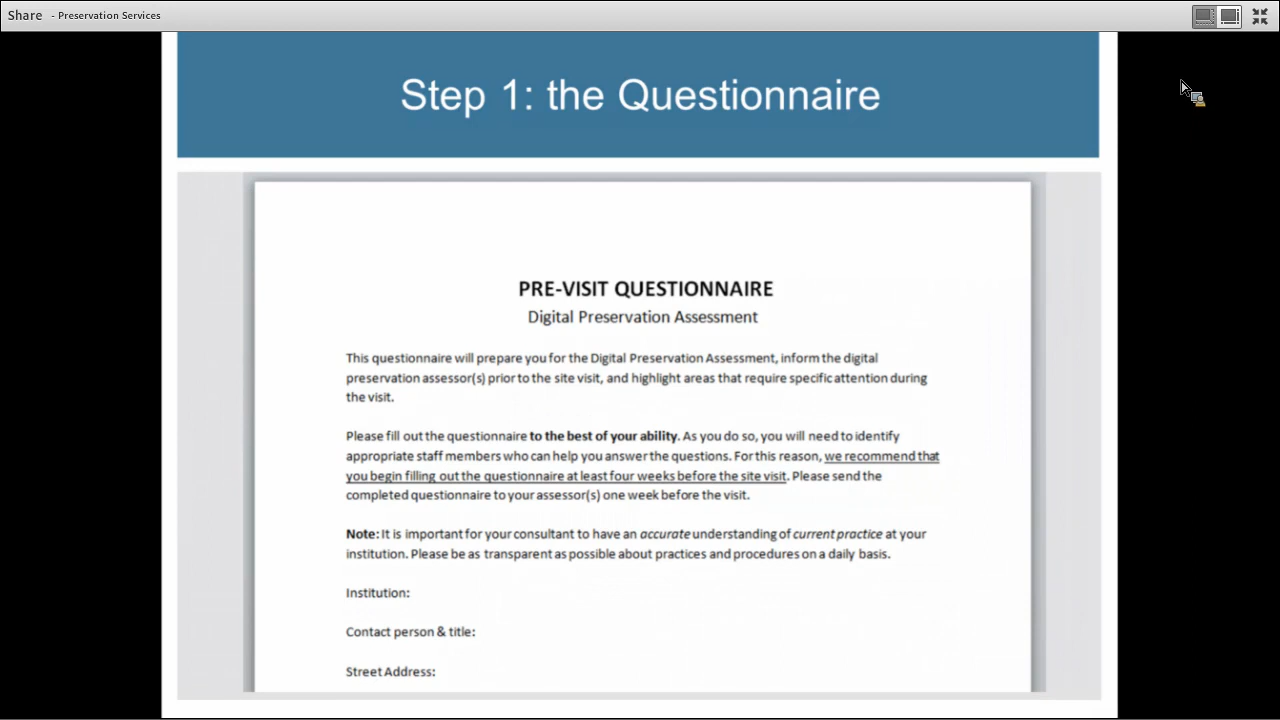 Share - Preservation Services
Step 1: the Questionnaire
PRE-VISIT QUESTIONNAIRE
Digital Preservation Assessment
This questionnaire will prepare you for the Digital Preservation Assessment, inform the digital
preservation assessor(s) prior to the site visit, and highlight areas that require specific attention during
the visit.
Please fill out the questionnaire to the best of your ability. As you do so, you will need to identify
appropriate staff members who can help you answer the questions. For this reason, we recommend that
you begin filling out the questionnaire at least four weeks before the site visit. Please send the
completed questionnaire to your assessor(s) one week before the visit.
Note: It is important for your consultant to have an accurate understanding of current practice at your
institution. Please be as transparent as possible about practices and procedures on a daily basis.
Institution:
Contact person & title:
Street Address: